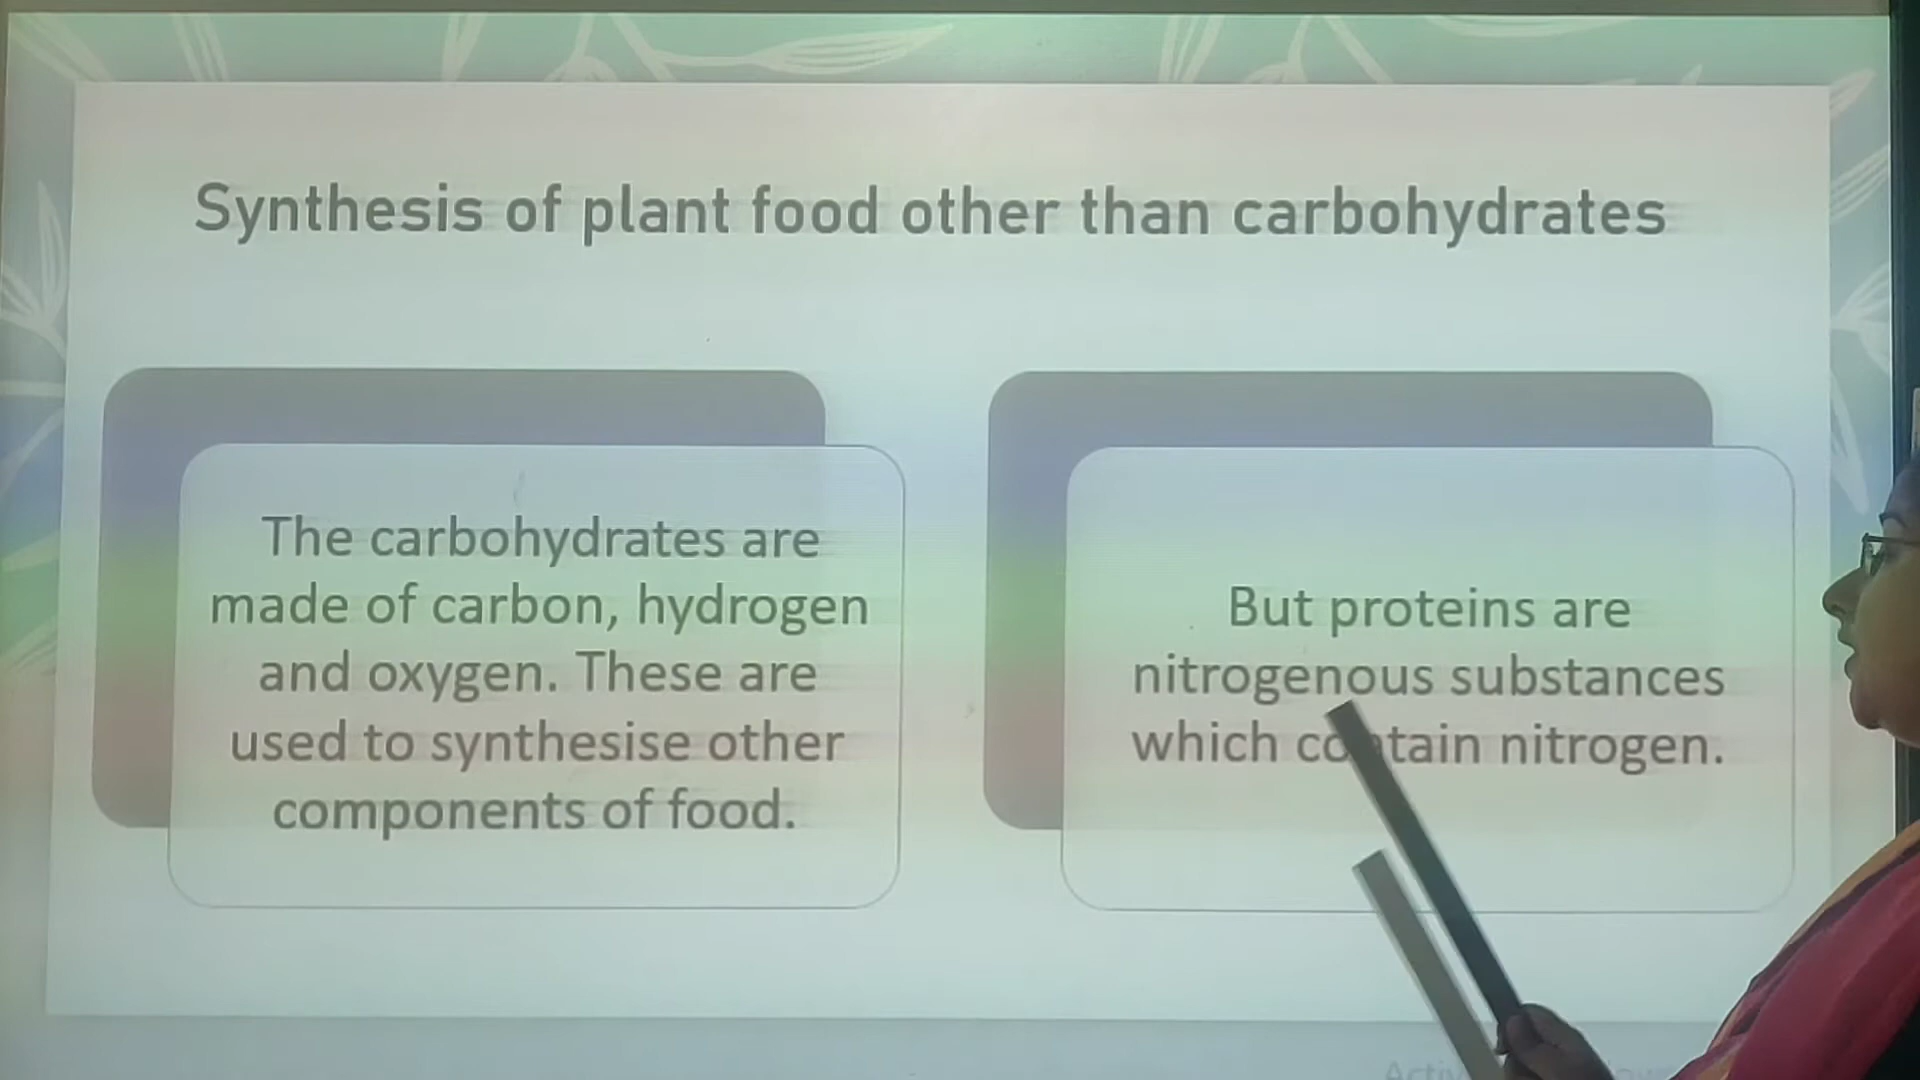 Synthesis of plant food other than carbohydrates
The carbohydrates are
made of carbon, hydrogen
and oxygen. These are
used to synthesise other
components of food.
But proteins are
nitrogenous substances
which contain nitrogen.